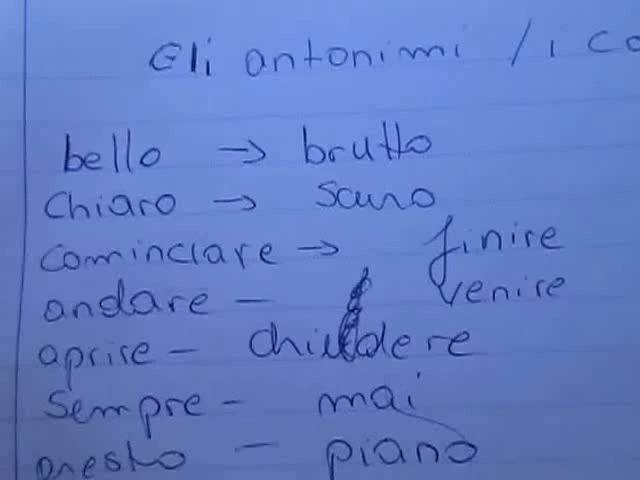 Gli antonimi / i co
bello → brutto
Chiaro → scuro
cominciare → finire
andare - venire
aprire - chiudere
sempre - mai
presto - piano